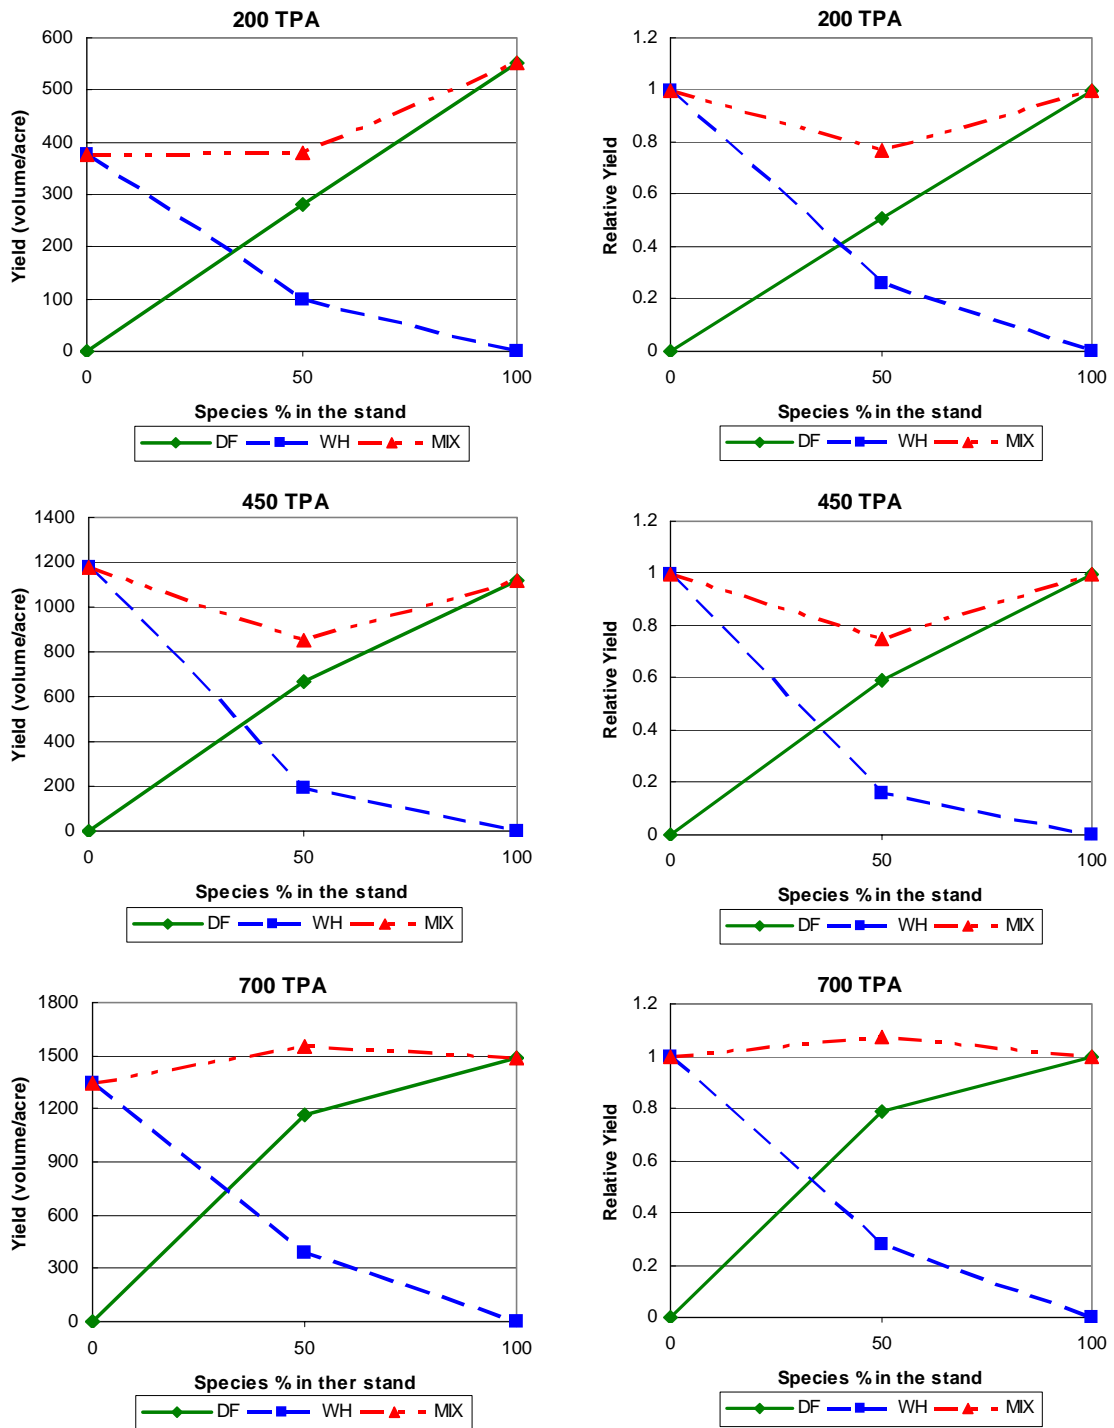 200 TPA
600
500
400
300
200
100
0
Yield (volume/acre)
0 50 100
Species % in the stand
DF WH MIX
200 TPA
1.2
1
0.8
0.6
0.4
0.2
0
Relative Yield
0 50 100
Species % in the stand
DF WH MIX
450 TPA
1400
1200
1000
800
600
400
200
0
Yield (volume/acre)
0 50 100
Species % in the stand
DF WH MIX
450 TPA
1.2
1
0.8
0.6
0.4
0.2
0
Relative Yield
0 50 100
Species % in the stand
DF WH MIX
700 TPA
1800
1500
1200
900
600
300
0
Yield (volume/acre)
0 50 100
Species % in ther stand
DF WH MIX
700 TPA
1.2
1
0.8
0.6
0.4
0.2
0
Relative Yield
0 50 100
Species % in the stand
DF WH MIX